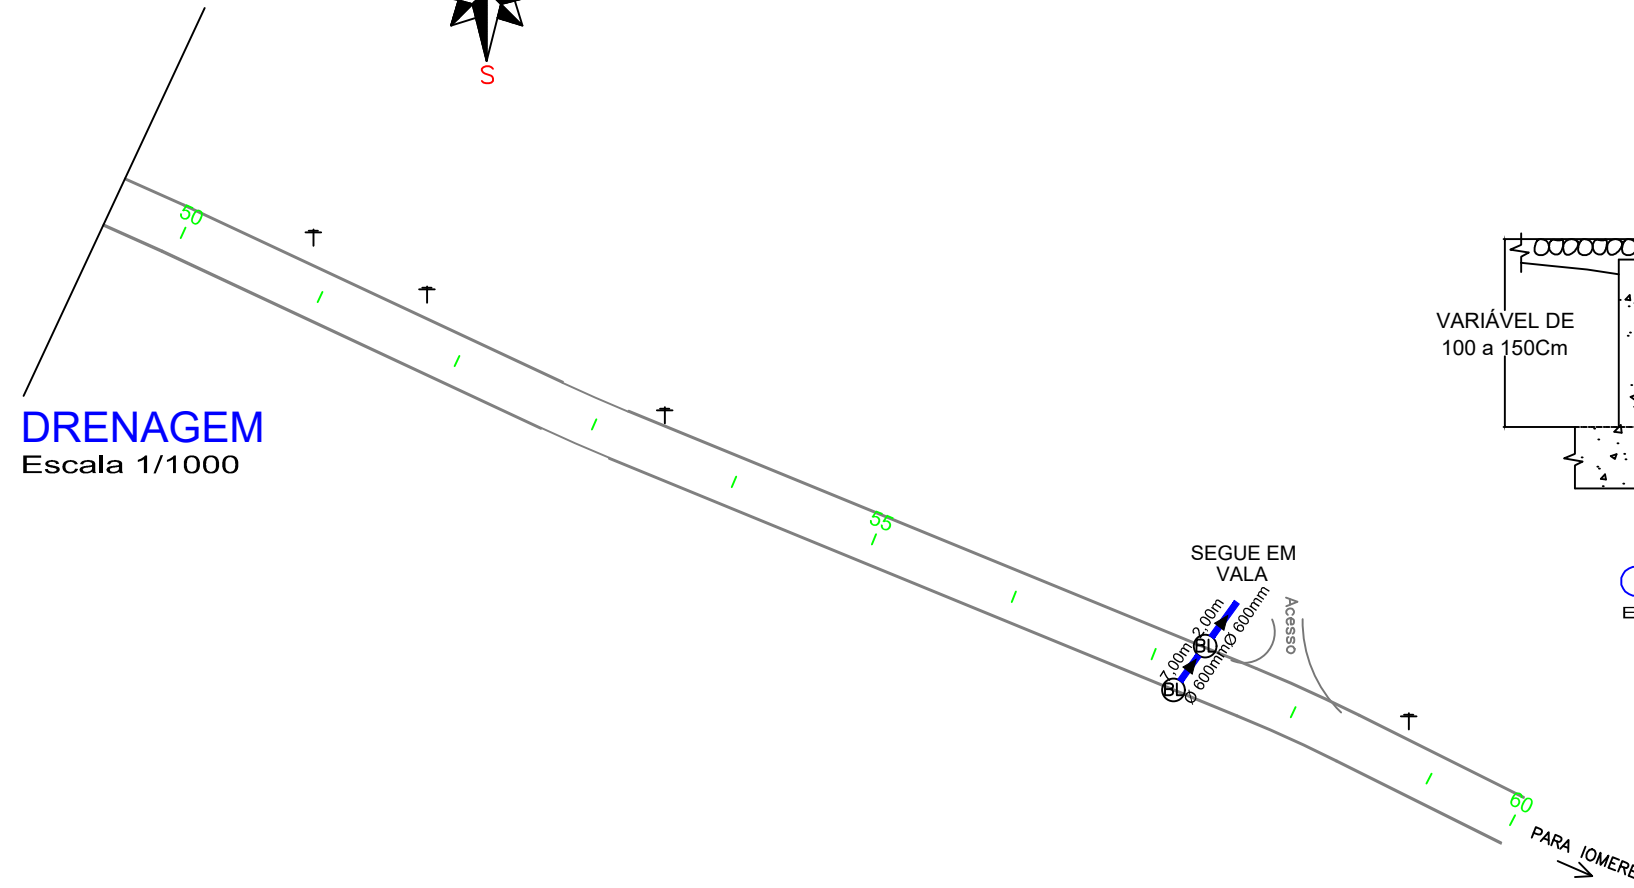 S
50
DRENAGEM
Escala 1/1000
VARIÁVEL DE
100 a 150Cm
55
SEGUE EM
VALA
2,00m
Ø 600mm
Acesso
BL
7,00m
Ø 600mm
BL
60
PARA IOMERE